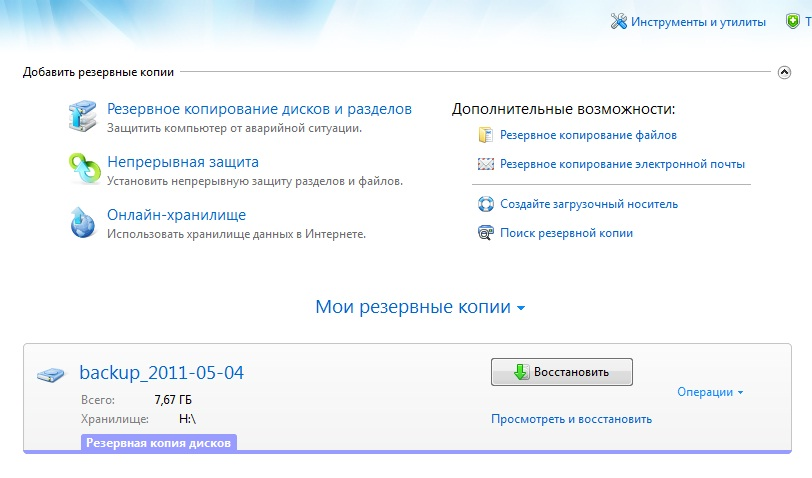 Инструменты и утилиты
Добавить резервные копии
Резервное копирование дисков и разделов
Защитить компьютер от аварийной ситуации.
Непрерывная защита
Установить непрерывную защиту разделов и файлов.
Онлайн-хранилище
Использовать хранилище данных в Интернете.
Дополнительные возможности:
Резервное копирование файлов
Резервное копирование электронной почты
Создайте загрузочный носитель
Поиск резервной копии
Мои резервные копии
backup_2011-05-04
Всего: 7,67 ГБ
Хранилище: H:\
Резервная копия дисков
Восстановить
Просмотреть и восстановить
Операции